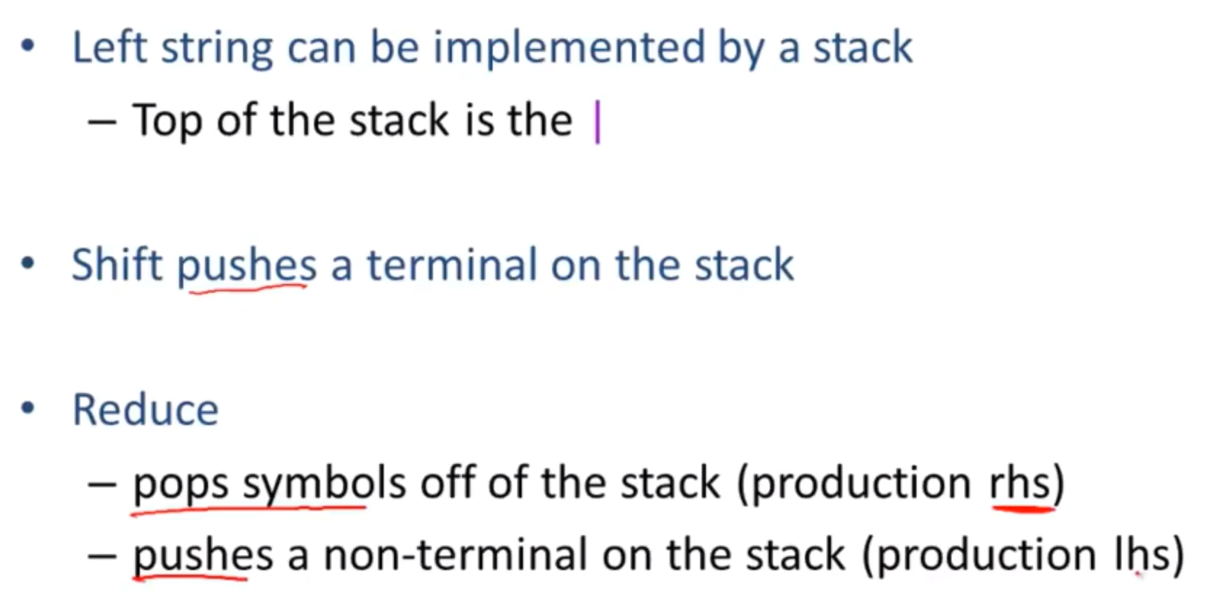 • Left string can be implemented by a stack
– Top of the stack is the |
• Shift pushes a terminal on the stack
• Reduce
– pops symbols off of the stack (production rhs)
– pushes a non-terminal on the stack (production lhs)